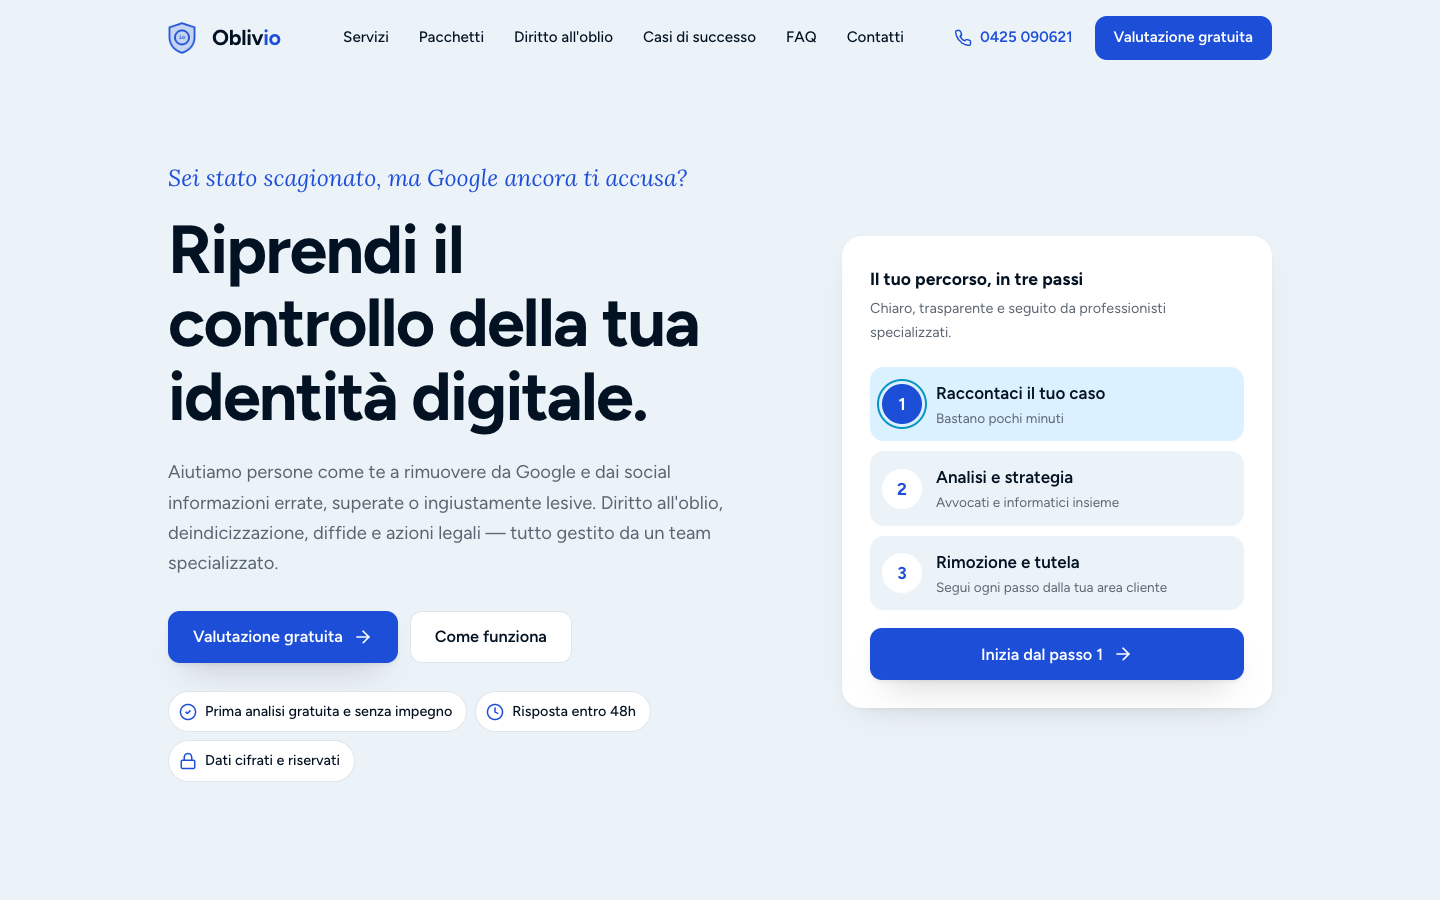 Oblivio
Servizi
Pacchetti
Diritto all'oblio
Casi di successo
FAQ
Contatti
0425 090621
Valutazione gratuita
Sei stato scagionato, ma Google ancora ti accusa?
Riprendi il
controllo della tua
identità digitale.
Aiutiamo persone come te a rimuovere da Google e dai social
informazioni errate, superate o ingiustamente lesive. Diritto all'oblio,
deindicizzazione, diffide e azioni legali — tutto gestito da un team
specializzato.
Valutazione gratuita
Come funziona
Prima analisi gratuita e senza impegno
Risposta entro 48h
Dati cifrati e riservati
Il tuo percorso, in tre passi
Chiaro, trasparente e seguito da professionisti
specializzati.
1
Raccontaci il tuo caso
Bastano pochi minuti
2
Analisi e strategia
Avvocati e informatici insieme
3
Rimozione e tutela
Segui ogni passo dalla tua area cliente
Inizia dal passo 1